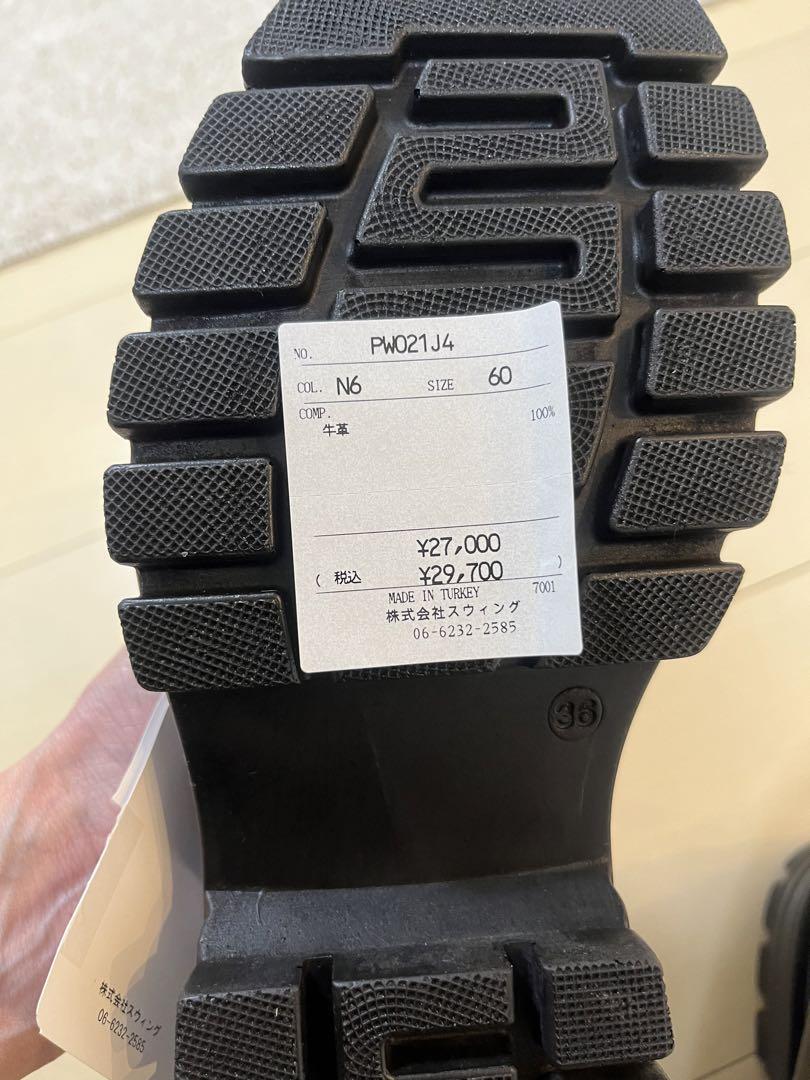 NO. PW021J4
COL. N6 SIZE 60
COMP. 100%
牛革
¥27,000
( 税込 ¥29,700 )
MADE IN TURKEY 7001
株式会社スウィング
06-6232-2585
36
株式会社スウィング
06-6232-2585